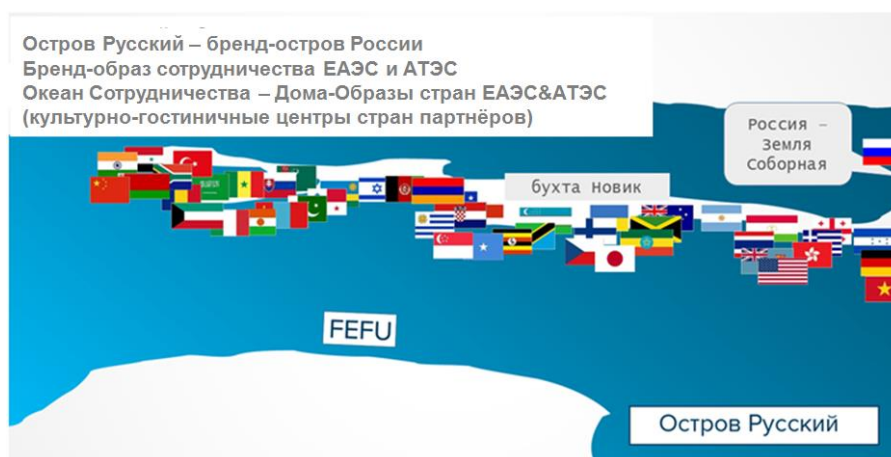 Остров Русский – бренд-остров России
Бренд-образ сотрудничества ЕАЭС и АТЭС
Океан Сотрудничества – Дома-Образы стран ЕАЭС&АТЭС
(культурно-гостиничные центры стран партнёров)
Россия –
Земля
Соборная
бухта Новик
FEFU
Остров Русский